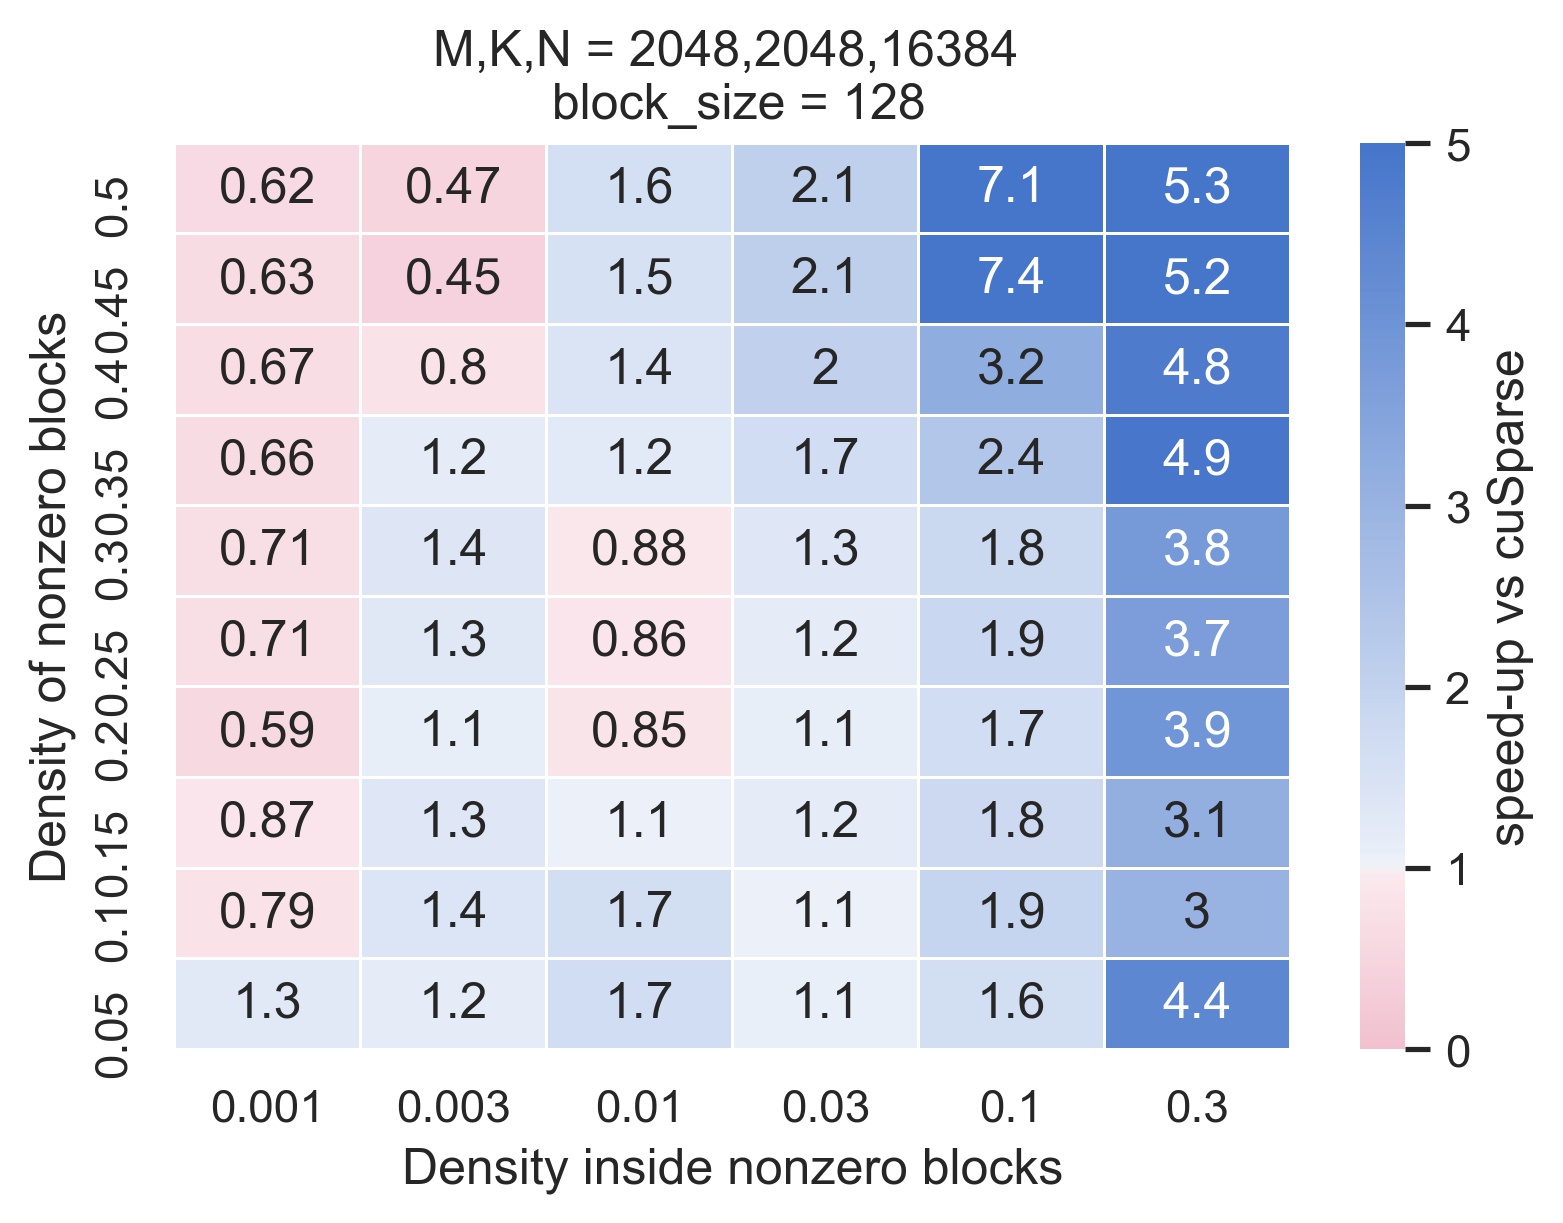 M,K,N = 2048,2048,16384
block_size = 128
Density of nonzero blocks
0.5 0.62 0.47 1.6 2.1 7.1 5.3
0.45 0.63 0.45 1.5 2.1 7.4 5.2
0.4 0.67 0.8 1.4 2 3.2 4.8
0.35 0.66 1.2 1.2 1.7 2.4 4.9
0.3 0.71 1.4 0.88 1.3 1.8 3.8
0.25 0.71 1.3 0.86 1.2 1.9 3.7
0.2 0.59 1.1 0.85 1.1 1.7 3.9
0.15 0.87 1.3 1.1 1.2 1.8 3.1
0.1 0.79 1.4 1.7 1.1 1.9 3
0.05 1.3 1.2 1.7 1.1 1.6 4.4
0.001 0.003 0.01 0.03 0.1 0.3
Density inside nonzero blocks
5
4
3
2
1
0
speed-up vs cuSparse